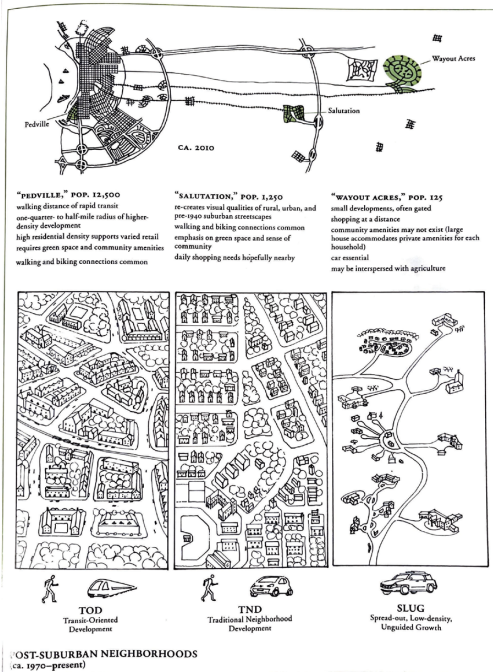 Wayout Acres
Salutation
Pedville
CA. 2010
"PEDVILLE," POP. 12,500
walking distance of rapid transit
one-quarter- to half-mile radius of higher-
density development
high residential density supports varied retail
requires green space and community amenities
walking and biking connections common
"SALUTATION," POP. 1,250
re-creates visual qualities of rural, urban, and
pre-1940 suburban streetscapes
walking and biking connections common
emphasis on green space and sense of
community
daily shopping needs hopefully nearby
"WAYOUT ACRES," POP. 125
small developments, often gated
shopping at a distance
community amenities may not exist (large
house accommodates private amenities for each
household)
car essential
may be interspersed with agriculture
TOD
Transit-Oriented
Development
TND
Traditional Neighborhood
Development
SLUG
Spread-out, Low-density,
Unguided Growth
OST-SUBURBAN NEIGHBORHOODS
ca. 1970–present)